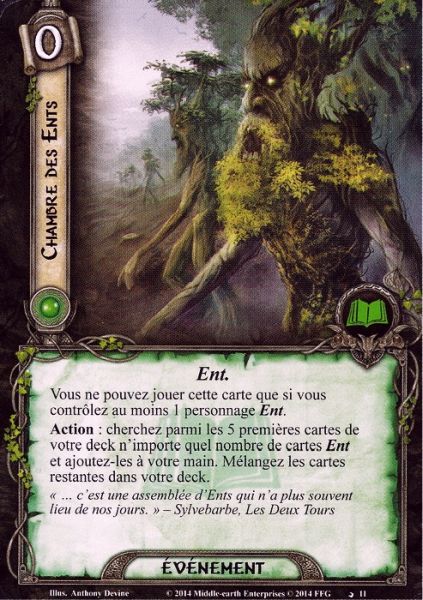 0
CHAMBRE DES ENTS
Ent.
Vous ne pouvez jouer cette carte que si vous
contrôlez au moins 1 personnage Ent.
Action : cherchez parmi les 5 premières cartes de
votre deck n'importe quel nombre de cartes Ent
et ajoutez-les à votre main. Mélangez les cartes
restantes dans votre deck.
« ... c'est une assemblée d'Ents qui n'a plus souvent
lieu de nos jours. » – Sylvebarbe, Les Deux Tours
ÉVÉNEMENT
Illus. Anthony Devine © 2014 Middle-earth Enterprises © 2014 FFG 11